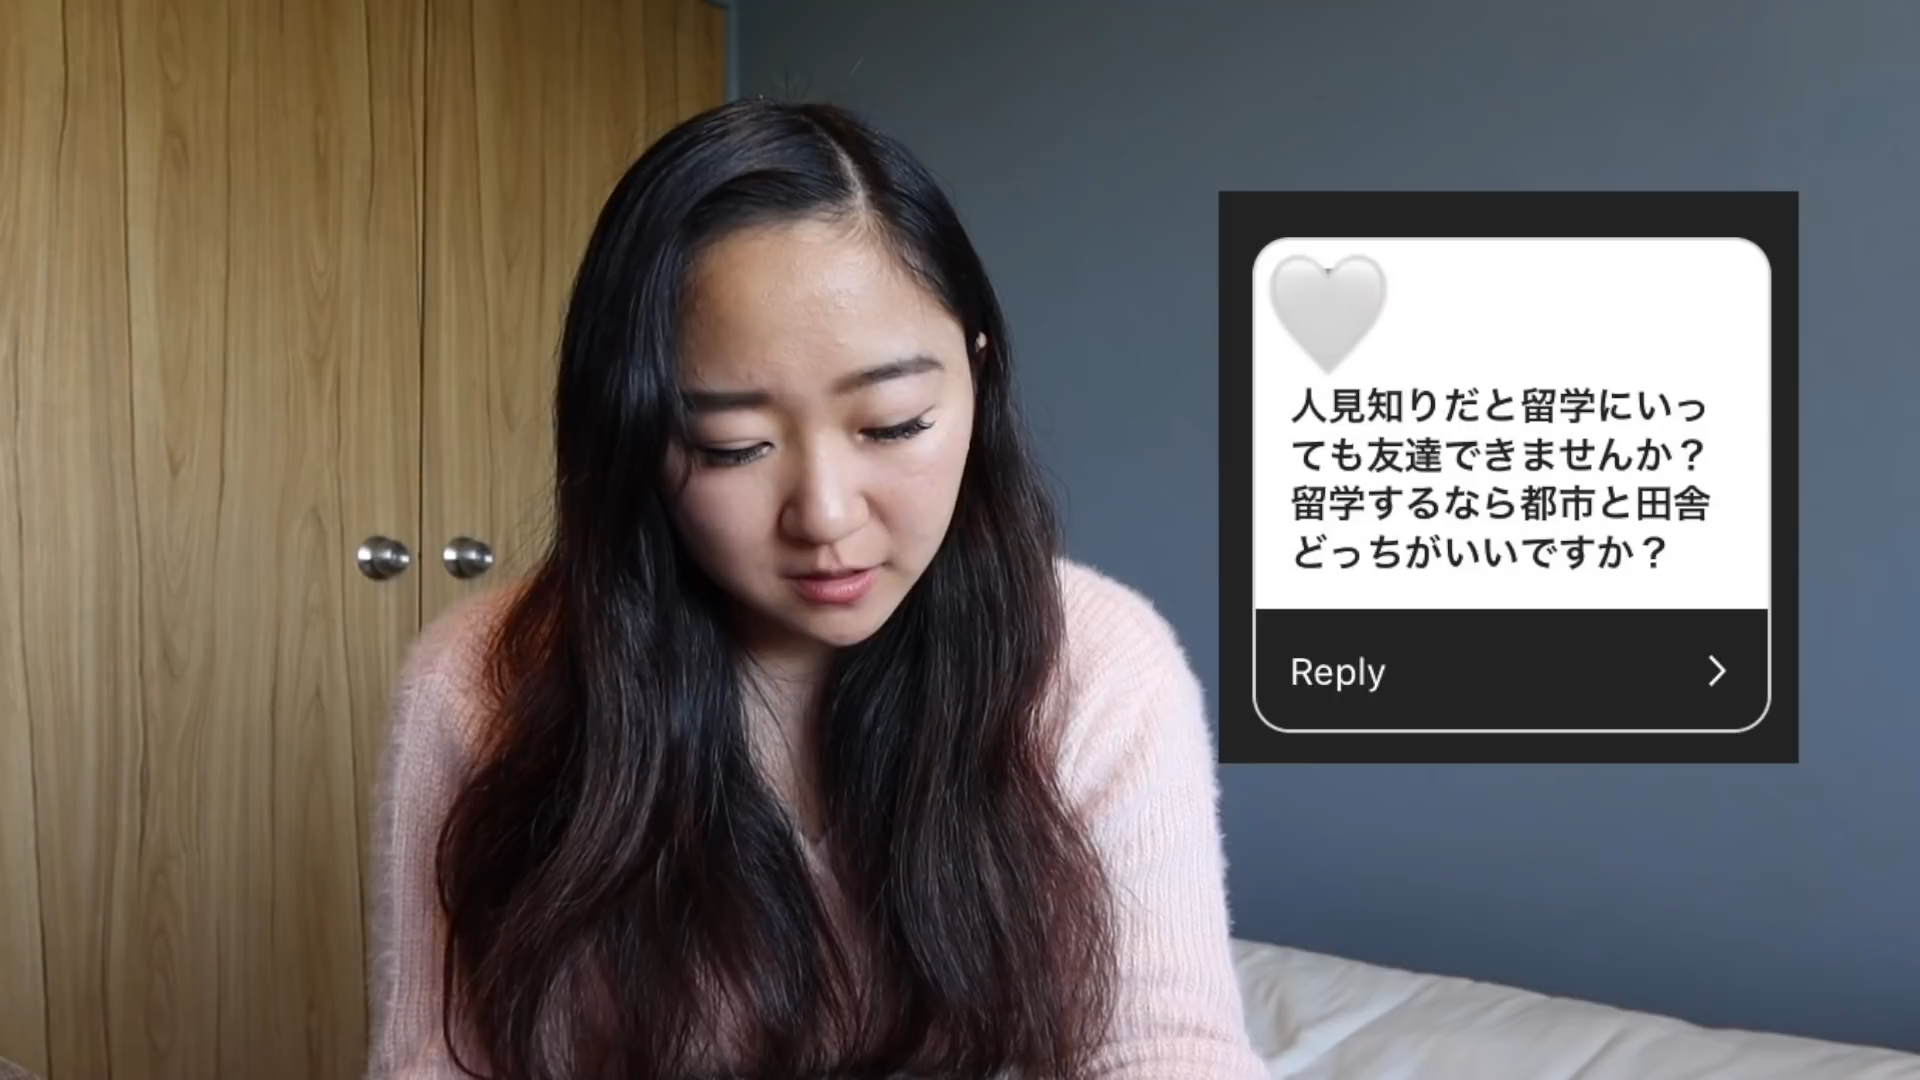 人見知りだと留学にいっ
ても友達できませんか？
留学するなら都市と田舎
どっちがいいですか？
Reply